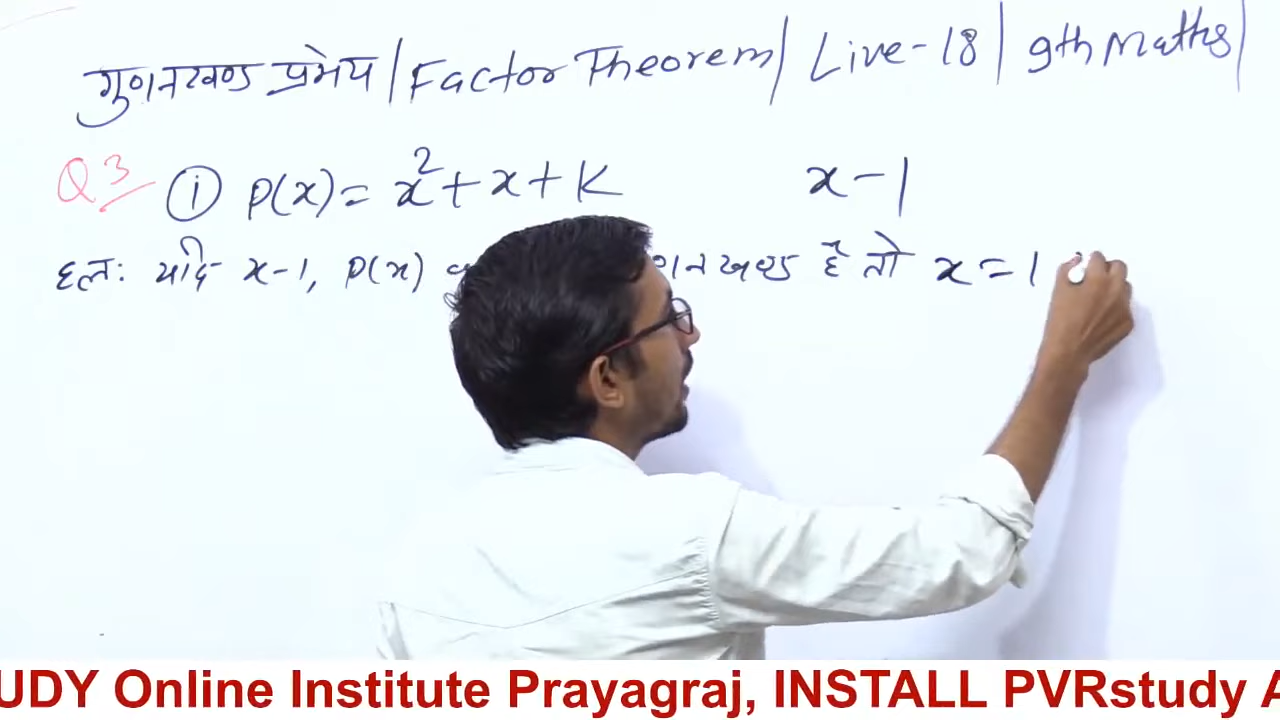 गुणनखण्ड प्रमेय | Factor Theorem | Live-18 | 9th Maths |
Q3 (i) p(x) = x² + x + K x - 1
हल: यदि x-1, p(x) खण्ड है तो x = 1
UDY Online Institute Prayagraj, INSTALL PVRstudy A